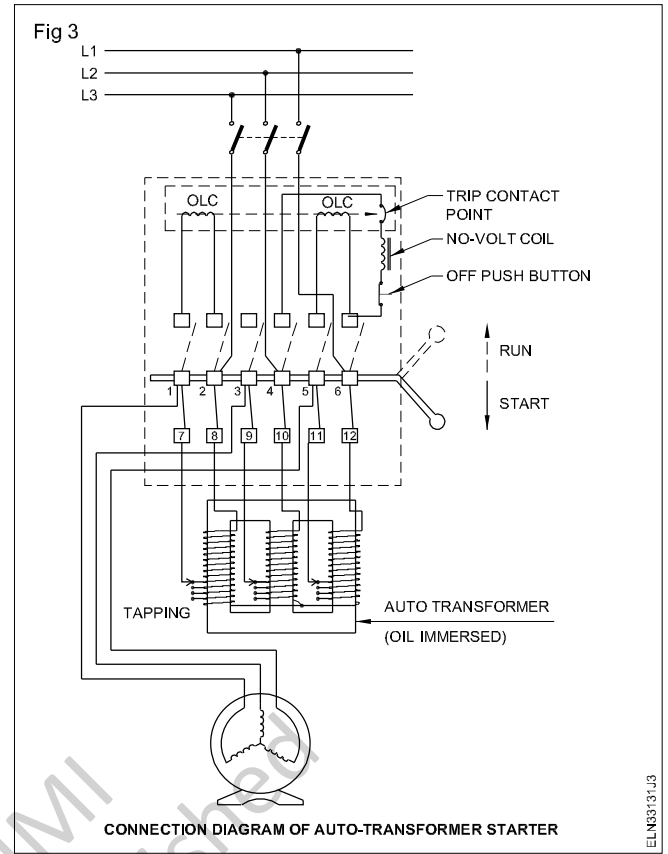 Fig 3
L1
L2
L3
OLC OLC
TRIP CONTACT
POINT
NO-VOLT COIL
OFF PUSH BUTTON
RUN
START
1 2 3 4 5 6
7 8 9 10 11 12
TAPPING
AUTO TRANSFORMER
(OIL IMMERSED)
CONNECTION DIAGRAM OF AUTO-TRANSFORMER STARTER
ELN33131J3